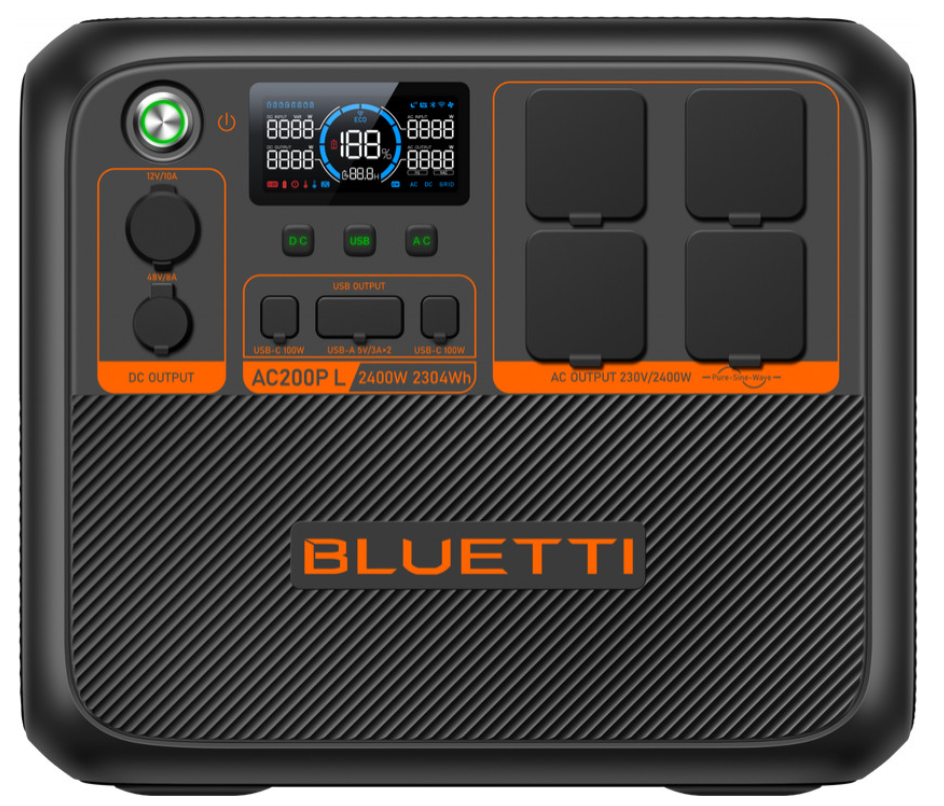 12V/10A
48V/8A
DC OUTPUT
DC INPUT
W
8888
DC OUTPUT
W
8888
ECO
188%
88.8H
AC INPUT
W
8888
AC OUTPUT
W
8888
AC DC GRID
DC
USB
AC
USB OUTPUT
USB-C 100W
USB-A 5V/3A×2
USB-C 100W
AC200P L
2400W 2304Wh
AC OUTPUT 230V/2400W
Pure-Sine-Wave
BLUETTI